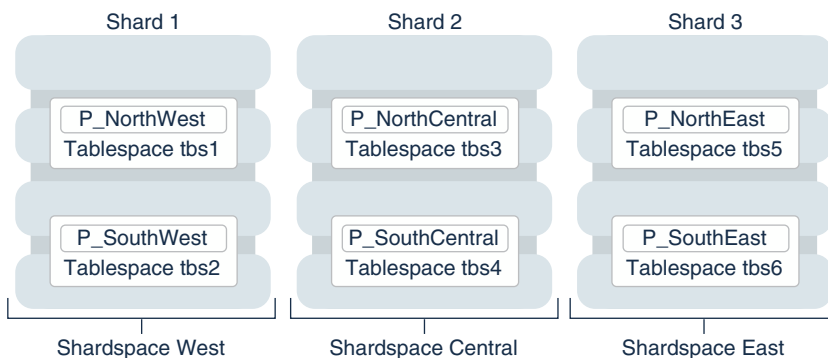 Shard 1
Shard 2
Shard 3
P_NorthWest
Tablespace tbs1
P_NorthCentral
Tablespace tbs3
P_NorthEast
Tablespace tbs5
P_SouthWest
Tablespace tbs2
P_SouthCentral
Tablespace tbs4
P_SouthEast
Tablespace tbs6
Shardspace West
Shardspace Central
Shardspace East